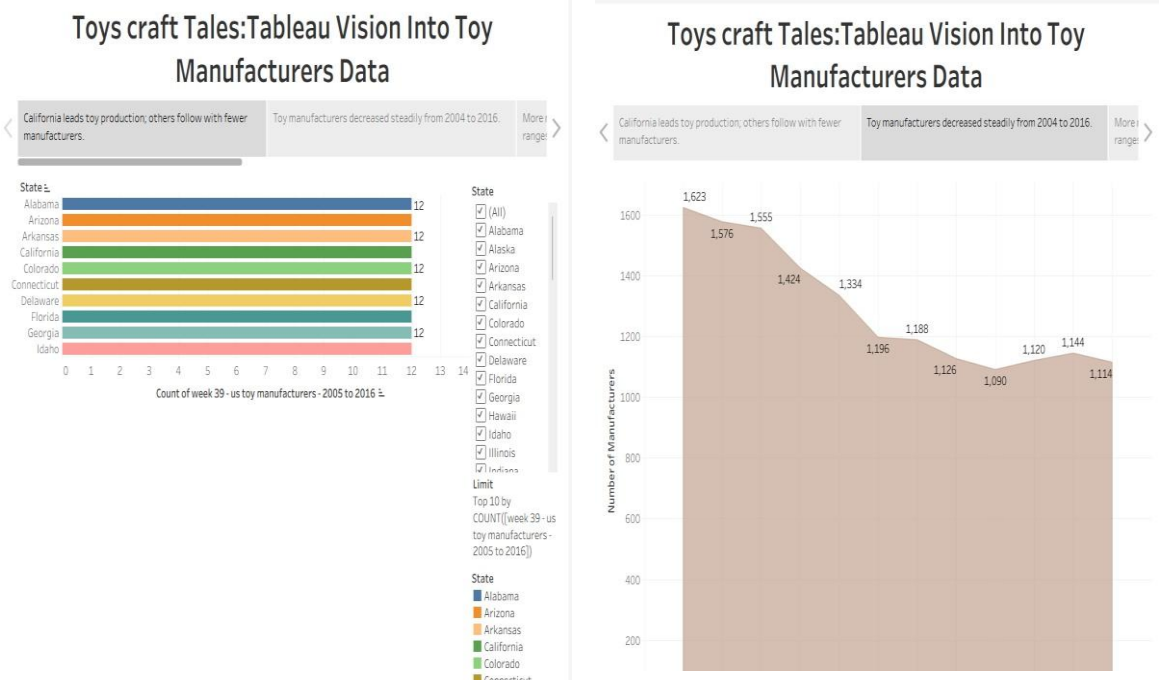 Toys craft Tales:Tableau Vision Into Toy
Manufacturers Data
California leads toy production; others follow with fewer
manufacturers.
Toy manufacturers decreased steadily from 2004 to 2016.
More
State
Alabama 12
Arizona
Arkansas 12
California
Colorado 12
Connecticut
Delaware 12
Florida
Georgia 12
Idaho
0 1 2 3 4 5 6 7 8 9 10 11 12 13 14
Count of week 39 - us toy manufacturers - 2005 to 2016
State
(All)
Alabama
Alaska
Arizona
Arkansas
California
Colorado
Connecticut
Delaware
Florida
Georgia
Hawaii
Idaho
Illinois
Indiana
Limit
Top 10 by
COUNT([week 39 - us
toy manufacturers -
2005 to 2016])
State
Alabama
Arizona
Arkansas
California
Colorado
Connecticut
Toys craft Tales:Tableau Vision Into Toy
Manufacturers Data
California leads toy production; others follow with fewer
manufacturers.
Toy manufacturers decreased steadily from 2004 to 2016.
More
1,623
1,576
1,555
1,424
1,334
1,196
1,188
1,126
1,090
1,120
1,144
1,114
1600
1400
1200
1000
800
600
400
200
Number of Manufacturers